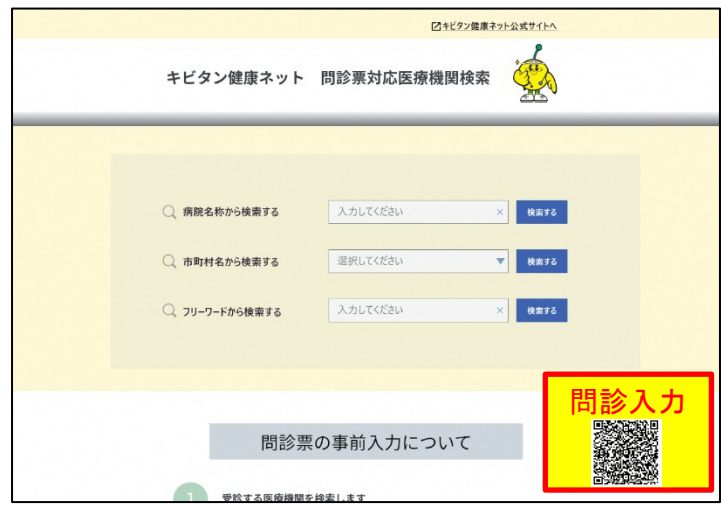 キビタン健康ネット公式サイトへ
キビタン健康ネット 問診票対応医療機関検索
病院名称から検索する 入力してください × 検索する
市町村名から検索する 選択してください ▼ 検索する
フリーワードから検索する 入力してください × 検索する
問診入力
問診票の事前入力について
1 受診する医療機関を検索します